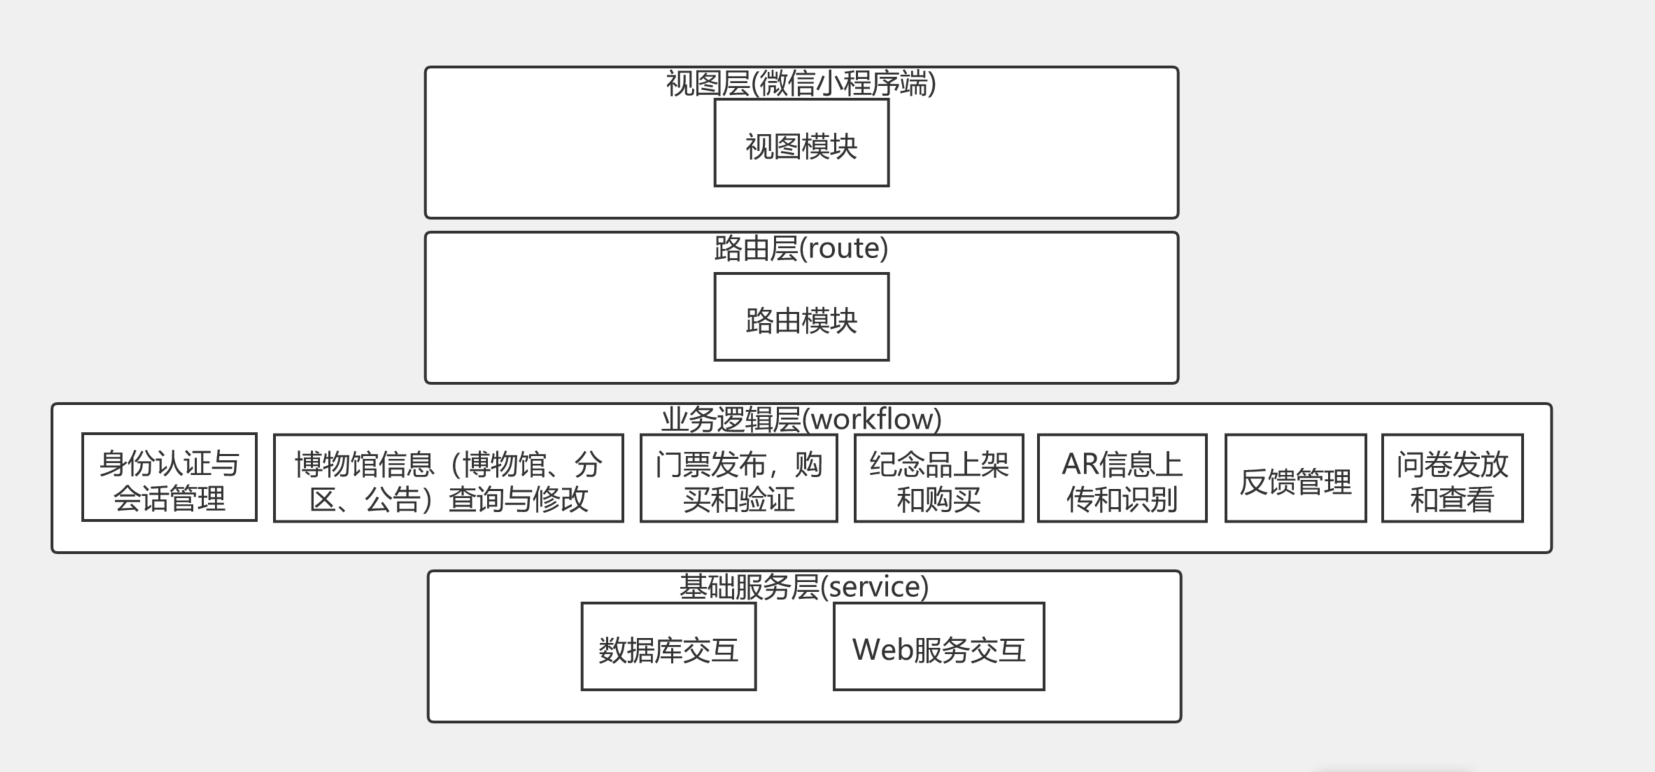 视图层(微信小程序端)
视图模块
路由层(route)
路由模块
业务逻辑层(workflow)
身份认证与
会话管理
博物馆信息（博物馆、分
区、公告）查询与修改
门票发布，购
买和验证
纪念品上架
和购买
AR信息上
传和识别
反馈管理
问卷发放
和查看
基础服务层(service)
数据库交互
Web服务交互